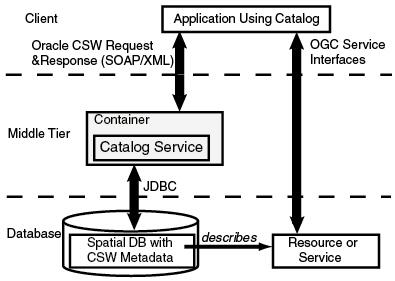 Client
Application Using Catalog
Oracle CSW Request
&Response (SOAP/XML)
OGC Service
Interfaces
Middle Tier
Container
Catalog Service
JDBC
Database
Spatial DB with
CSW Metadata
describes
Resource or
Service